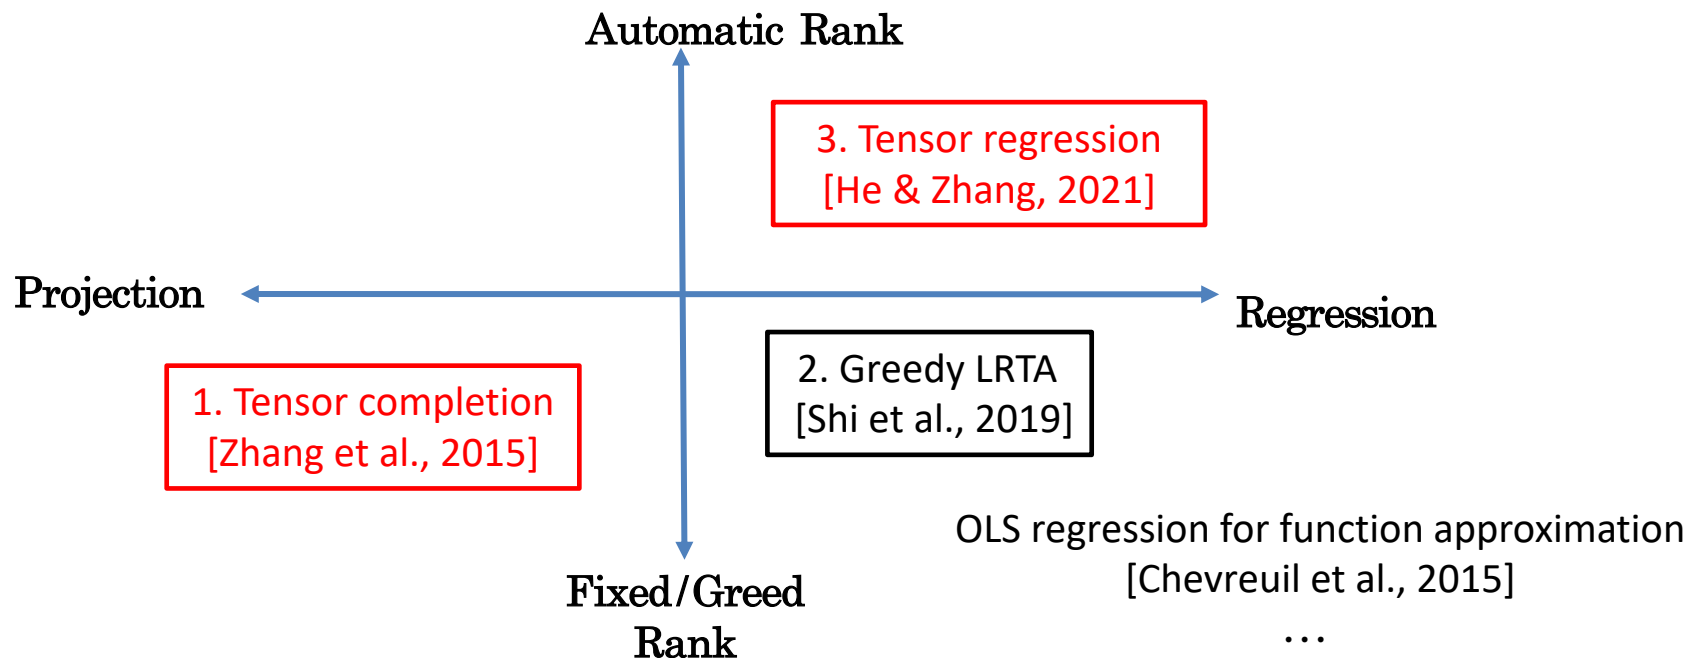 Automatic Rank
3. Tensor regression
[He & Zhang, 2021]
Projection
Regression
2. Greedy LRTA
[Shi et al., 2019]
1. Tensor completion
[Zhang et al., 2015]
OLS regression for function approximation
[Chevreuil et al., 2015]
...
Fixed/Greed
Rank